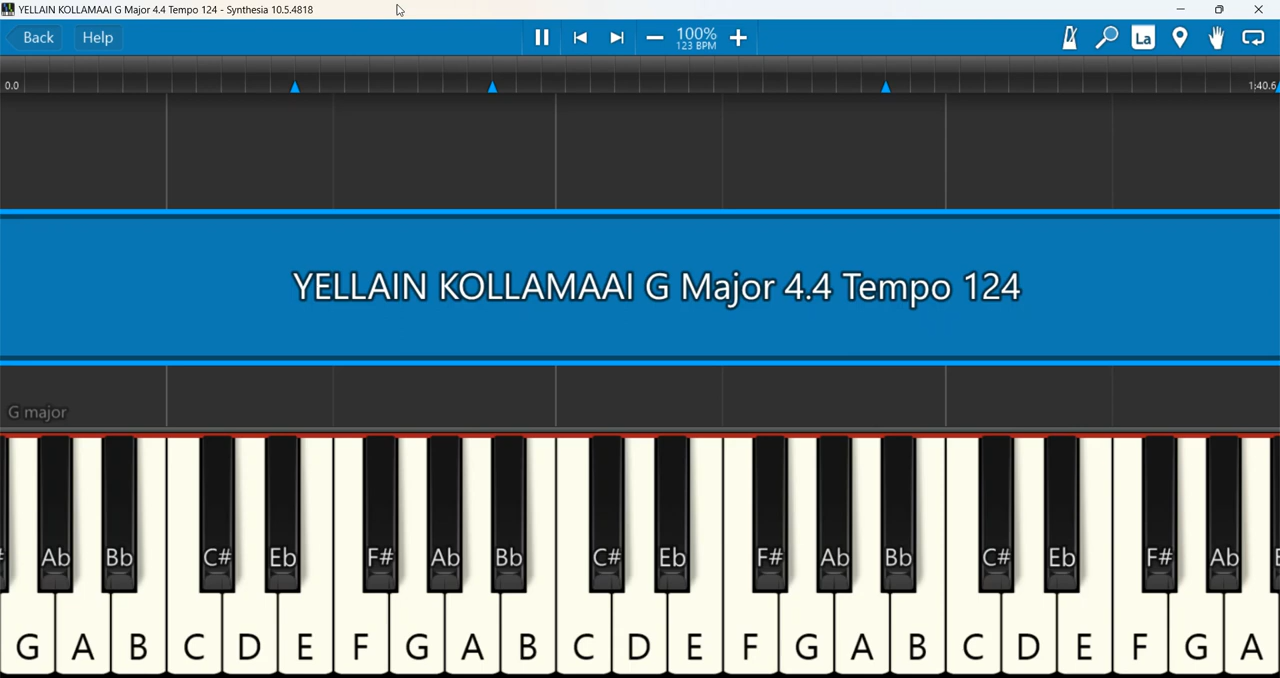 YELLAIN KOLLAMAAI G Major 4.4 Tempo 124 - Synthesia 10.5.4818
Back Help 100% La
123 BPM
0.0 1:40.6
YELLAIN KOLLAMAAI G Major 4.4 Tempo 124
G major
Ab Bb C# Eb F# Ab Bb C# Eb F# Ab Bb C# Eb F# Ab
G A B C D E F G A B C D E F G A B C D E F G A